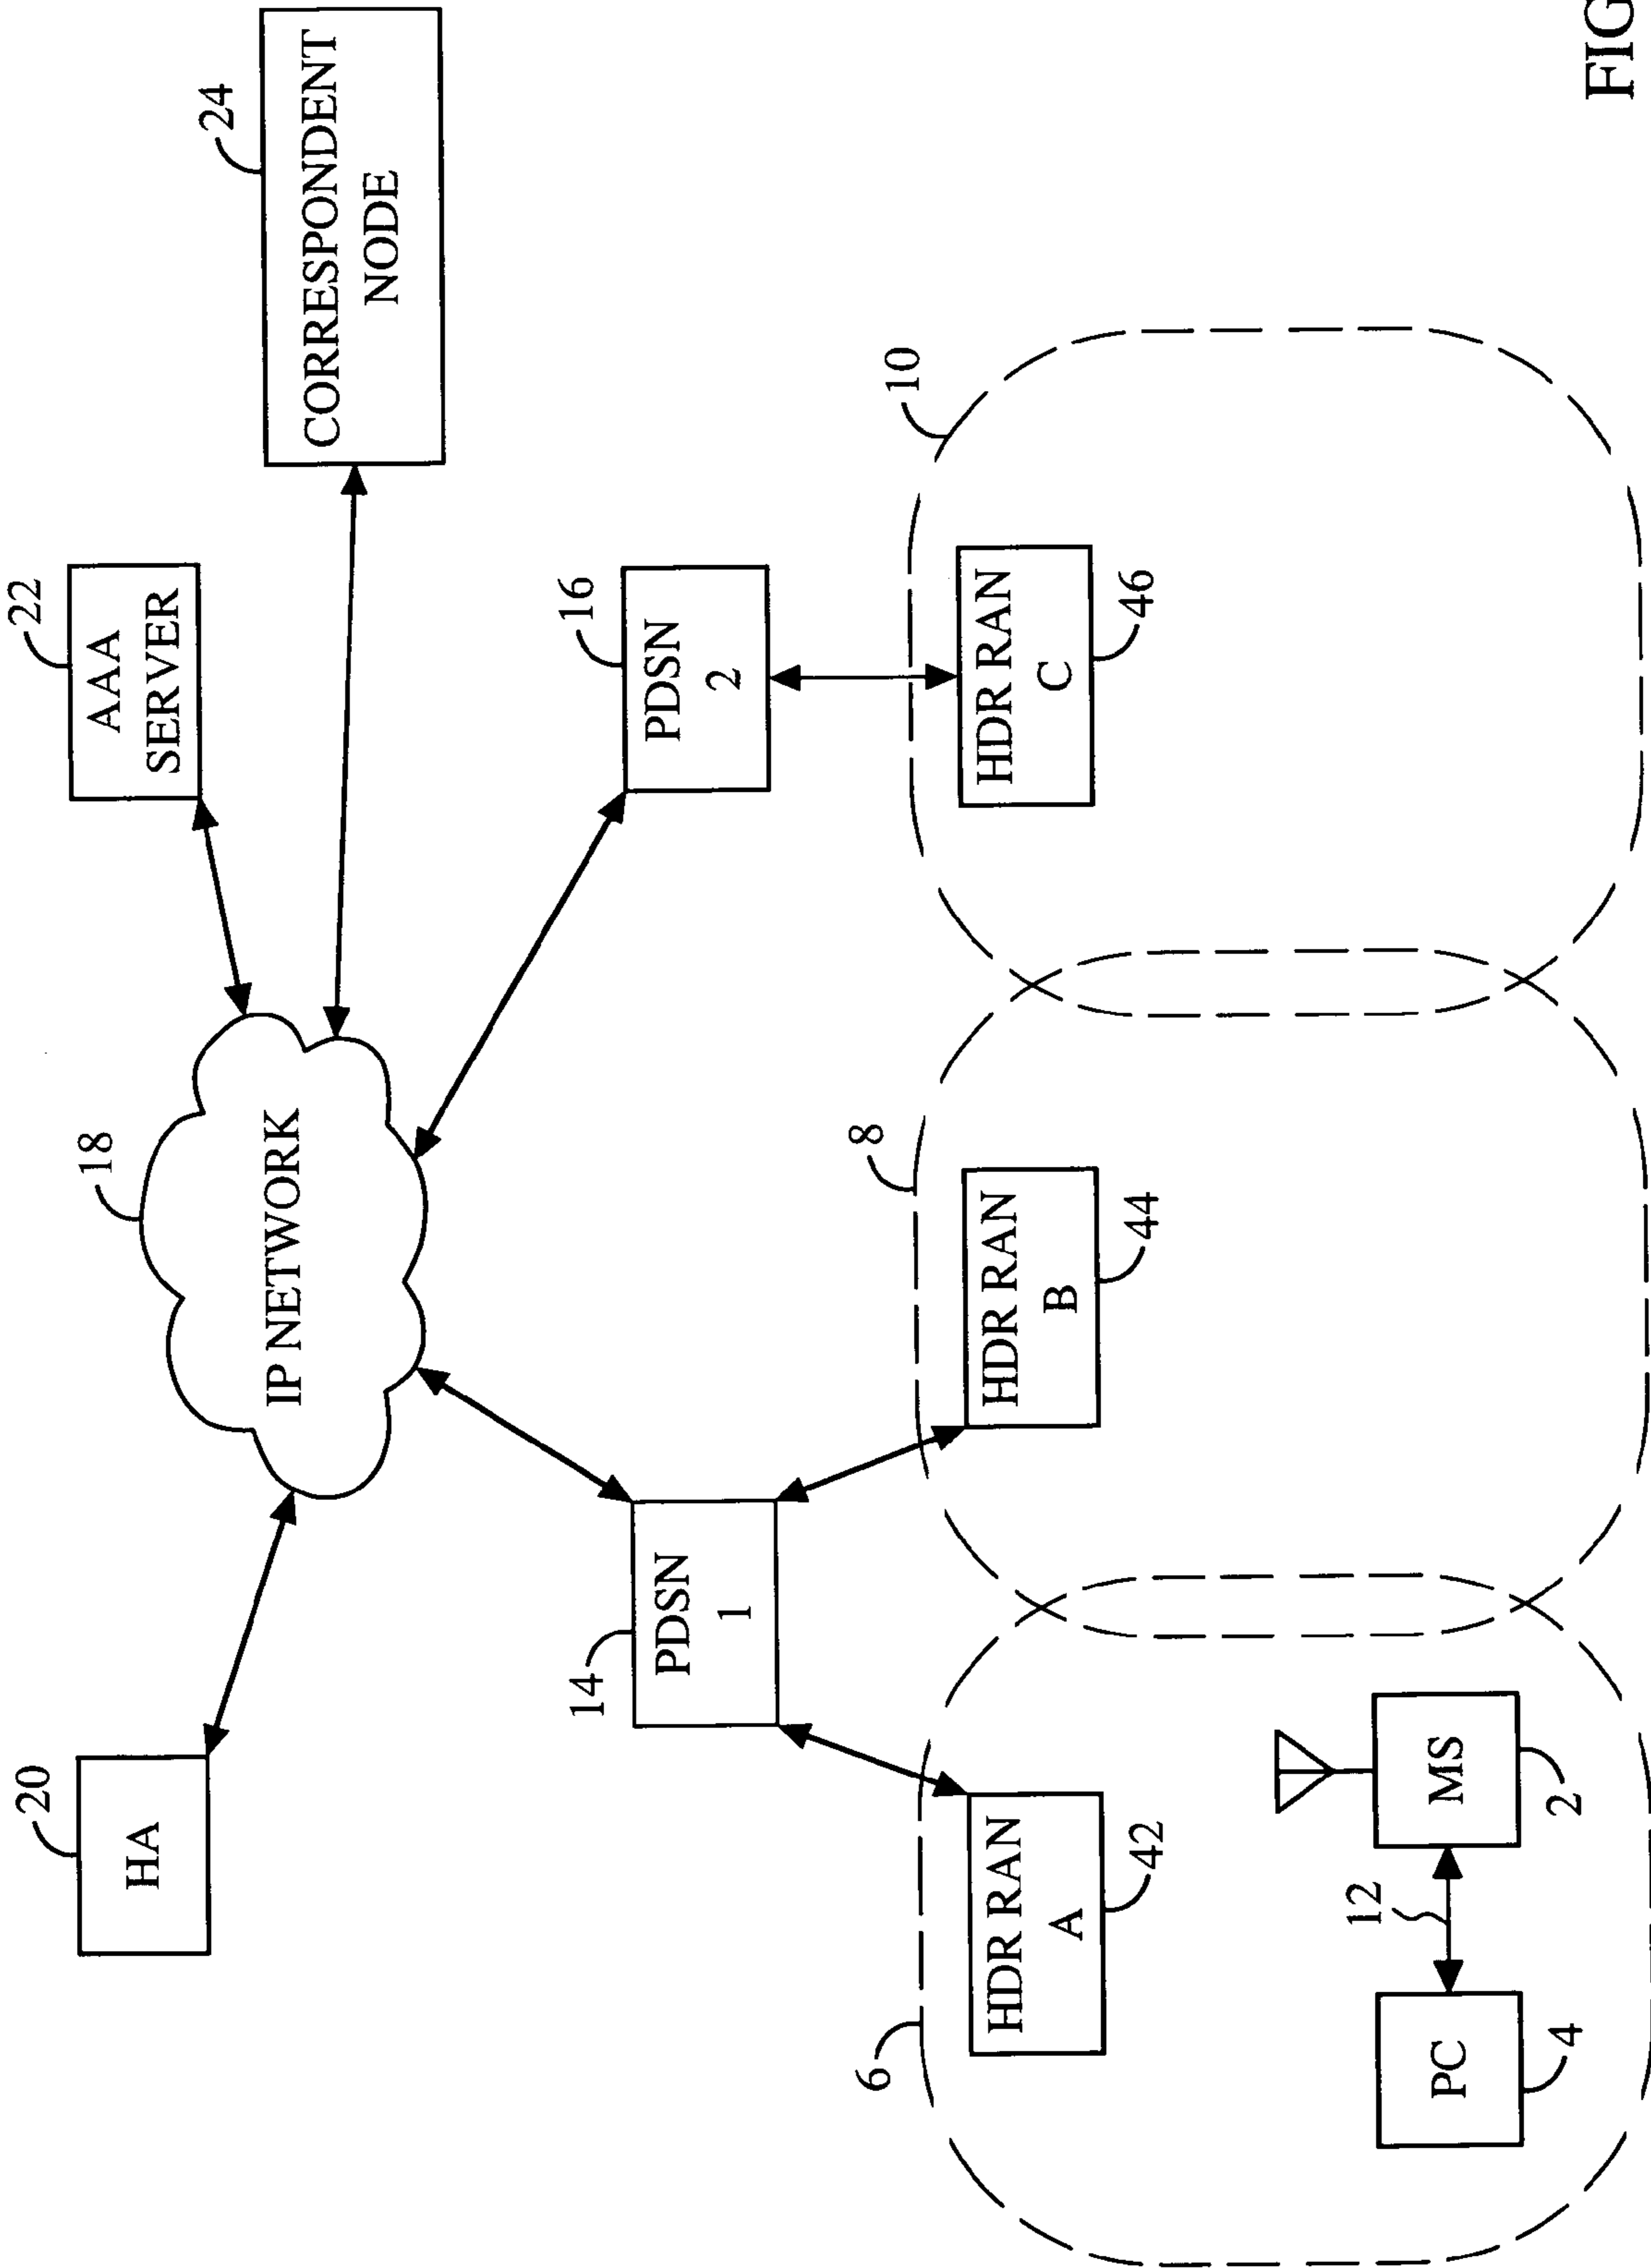 20
HA
18
IP NETWORK
22
AAA
SERVER
24
CORRESPONDENT
NODE
14
PDSN
1
16
PDSN
2
6
HDR RAN
A
42
8
HDR RAN
B
44
10
HDR RAN
C
46
PC
4
12
MS
2
FIG